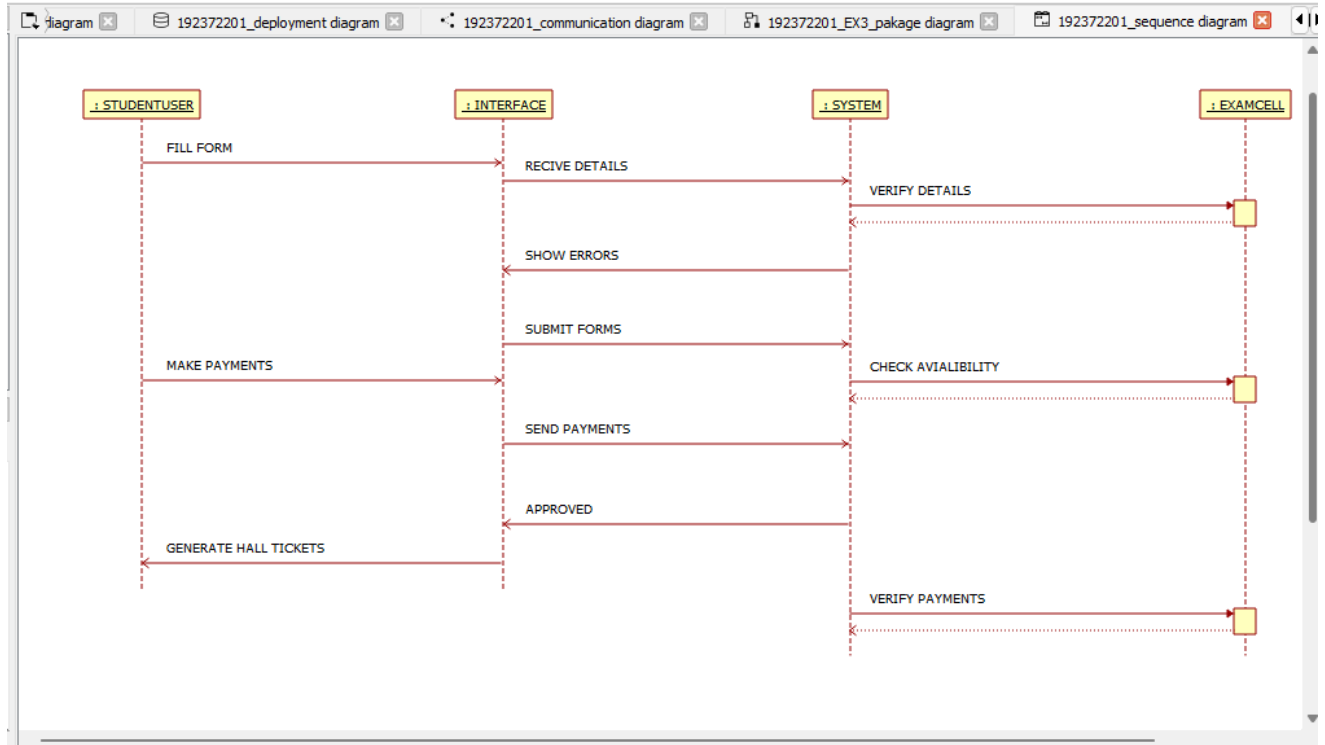 diagram
192372201_deployment diagram
192372201_communication diagram
192372201_EX3_pakage diagram
192372201_sequence diagram
: STUDENTUSER
: INTERFACE
: SYSTEM
: EXAMCELL
FILL FORM
RECIVE DETAILS
VERIFY DETAILS
SHOW ERRORS
SUBMIT FORMS
MAKE PAYMENTS
CHECK AVIALIBILITY
SEND PAYMENTS
APPROVED
GENERATE HALL TICKETS
VERIFY PAYMENTS